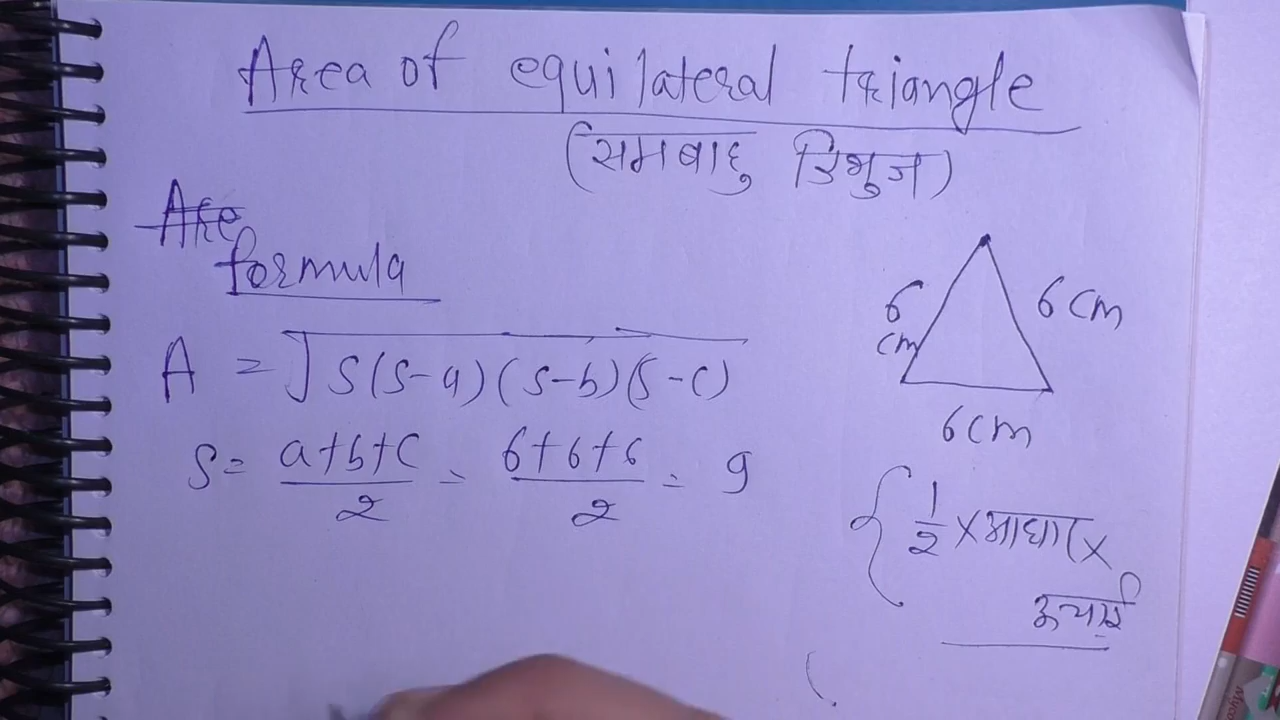 Area of equilateral triangle
(समबाहु त्रिभुज)
Are
formula
A = √S(S-a)(S-b)(S-c)
S = a+b+c/2 = 6+6+6/2 = 9
6 cm
6 cm
6 cm
{ 1/2 × आधार ×
ऊचाई